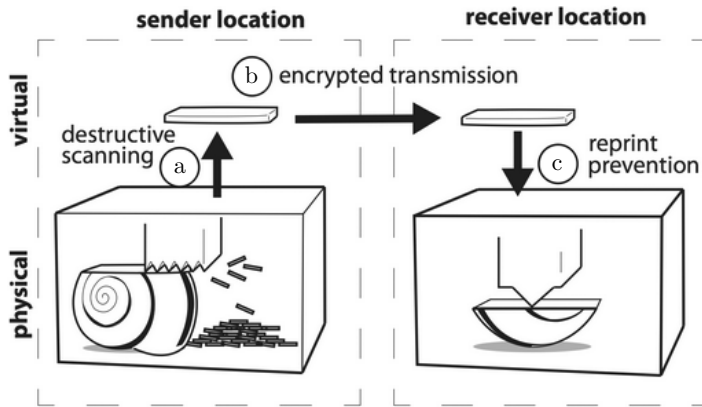 sender location
receiver location
virtual
physical
b encrypted transmission
destructive
scanning
a
c
reprint
prevention